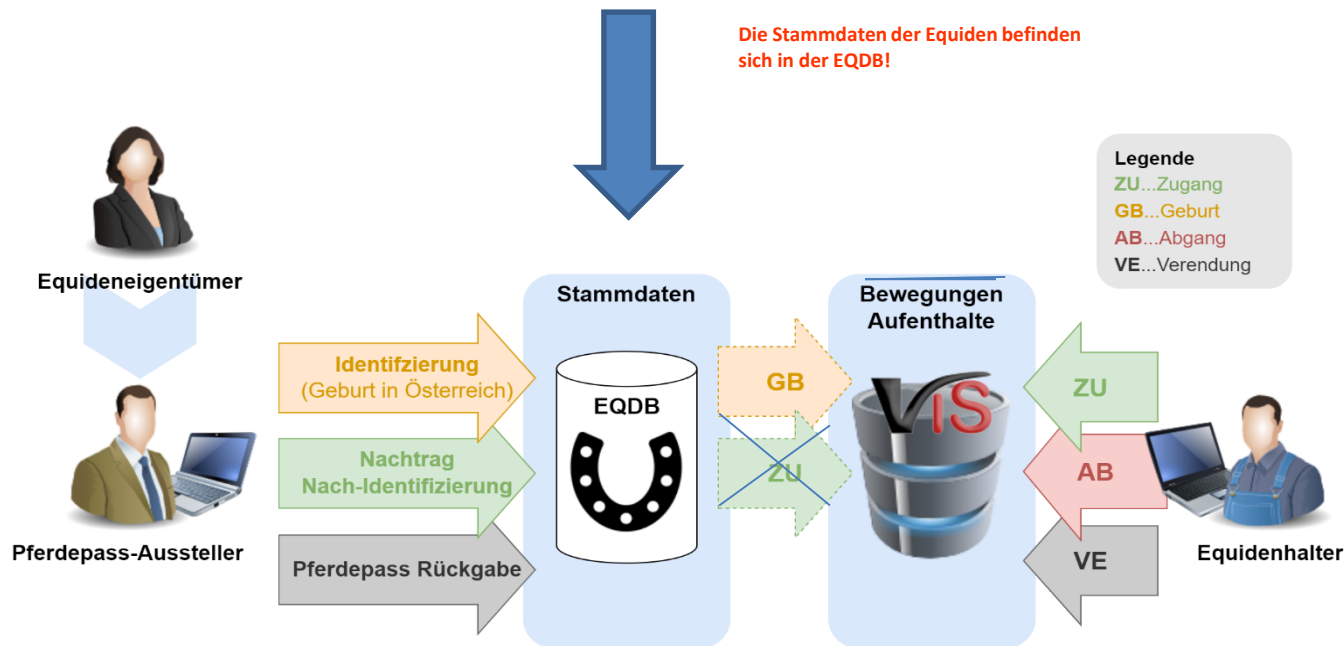 Die Stammdaten der Equiden befinden
sich in der EQDB!
Legende
ZU...Zugang
GB...Geburt
AB...Abgang
VE...Verendung
Equideneigentümer
Stammdaten
Bewegungen
Aufenthalte
Identifzierung
(Geburt in Österreich)
EQDB
GB
ViS
ZU
Nachtrag
Nach-Identifizierung
ZU
AB
Pferdepass-Aussteller
Pferdepass Rückgabe
VE
Equidenhalter